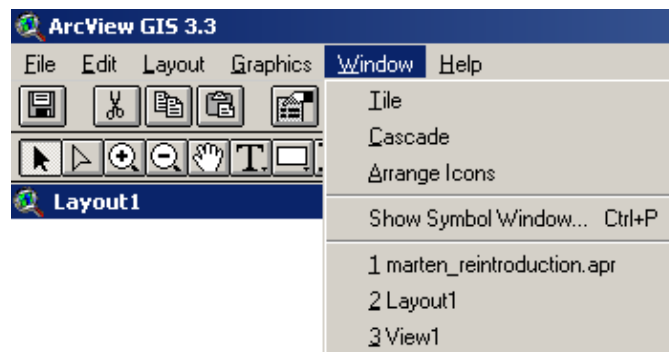 ArcView GIS 3.3
File Edit Layout Graphics Window Help
Tile
Cascade
Arrange Icons
T
Layout1
Show Symbol Window... Ctrl+P
1 marten_reintroduction.apr
2 Layout1
3 View1